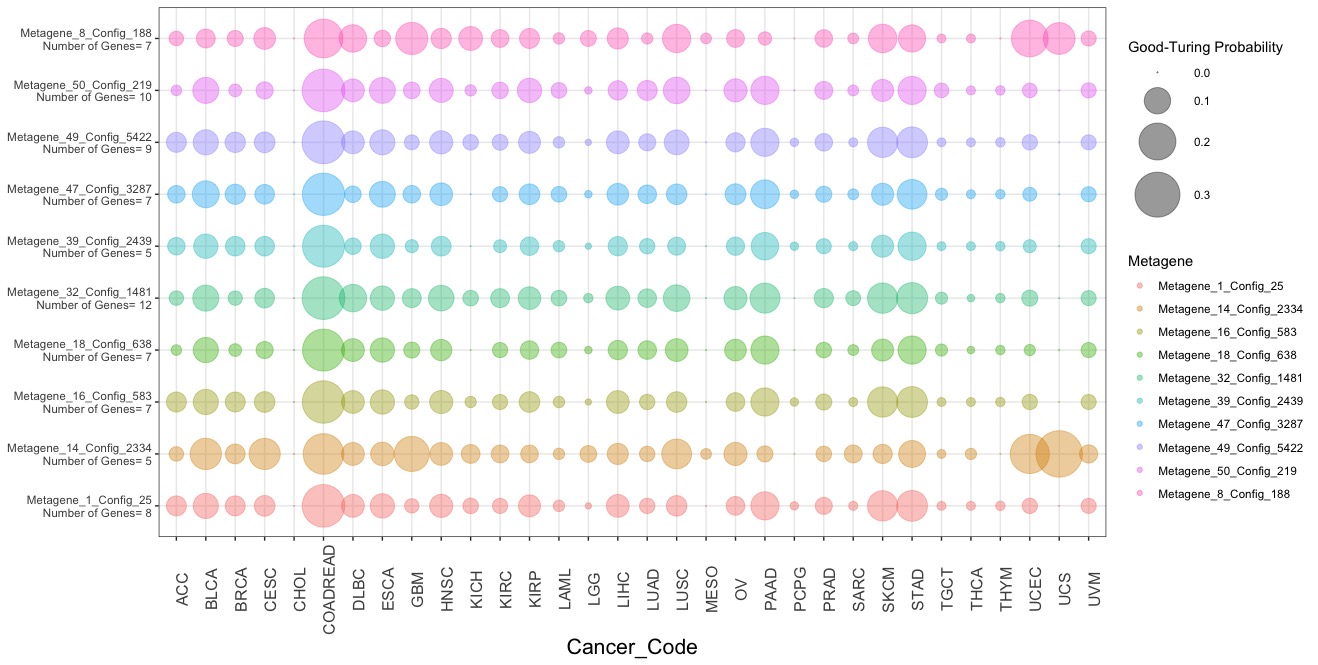 Metagene_8_Config_188
Number of Genes= 7
Metagene_50_Config_219
Number of Genes= 10
Metagene_49_Config_5422
Number of Genes= 9
Metagene_47_Config_3287
Number of Genes= 7
Metagene_39_Config_2439
Number of Genes= 5
Metagene_32_Config_1481
Number of Genes= 12
Metagene_18_Config_638
Number of Genes= 7
Metagene_16_Config_583
Number of Genes= 7
Metagene_14_Config_2334
Number of Genes= 5
Metagene_1_Config_25
Number of Genes= 8
ACC
BLCA
BRCA
CESC
CHOL
COADREAD
DLBC
ESCA
GBM
HNSC
KICH
KIRC
KIRP
LAML
LGG
LIHC
LUAD
LUSC
MESO
OV
PAAD
PCPG
PRAD
SARC
SKCM
STAD
TGCT
THCA
THYM
UCEC
UCS
UVM
Cancer_Code
Good-Turing Probability
0.0
0.1
0.2
0.3
Metagene
Metagene_1_Config_25
Metagene_14_Config_2334
Metagene_16_Config_583
Metagene_18_Config_638
Metagene_32_Config_1481
Metagene_39_Config_2439
Metagene_47_Config_3287
Metagene_49_Config_5422
Metagene_50_Config_219
Metagene_8_Config_188